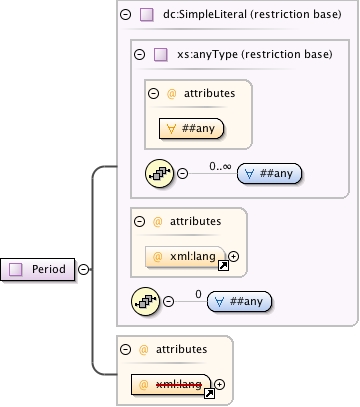 dc:SimpleLiteral (restriction base)
xs:anyType (restriction base)
@ attributes
∀ ##any
0..∞
∀ ##any
@ attributes
xml:lang
0
∀ ##any
Period
@ attributes
xml:lang